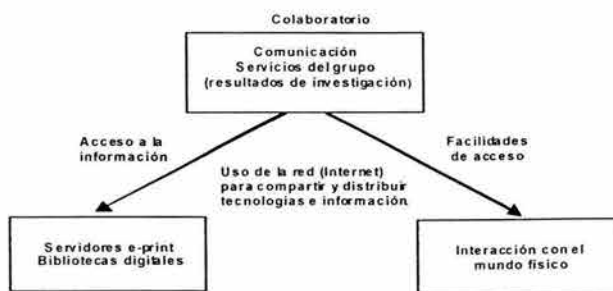 Colaboratorio
Comunicación
Servicios del grupo
(resultados de investigación)
Acceso a la
información
Facilidades
de acceso
Uso de la red (Internet)
para compartir y distribuir
tecnologías e información.
Servidores e-print
Bibliotecas digitales
Interacción con el
mundo físico